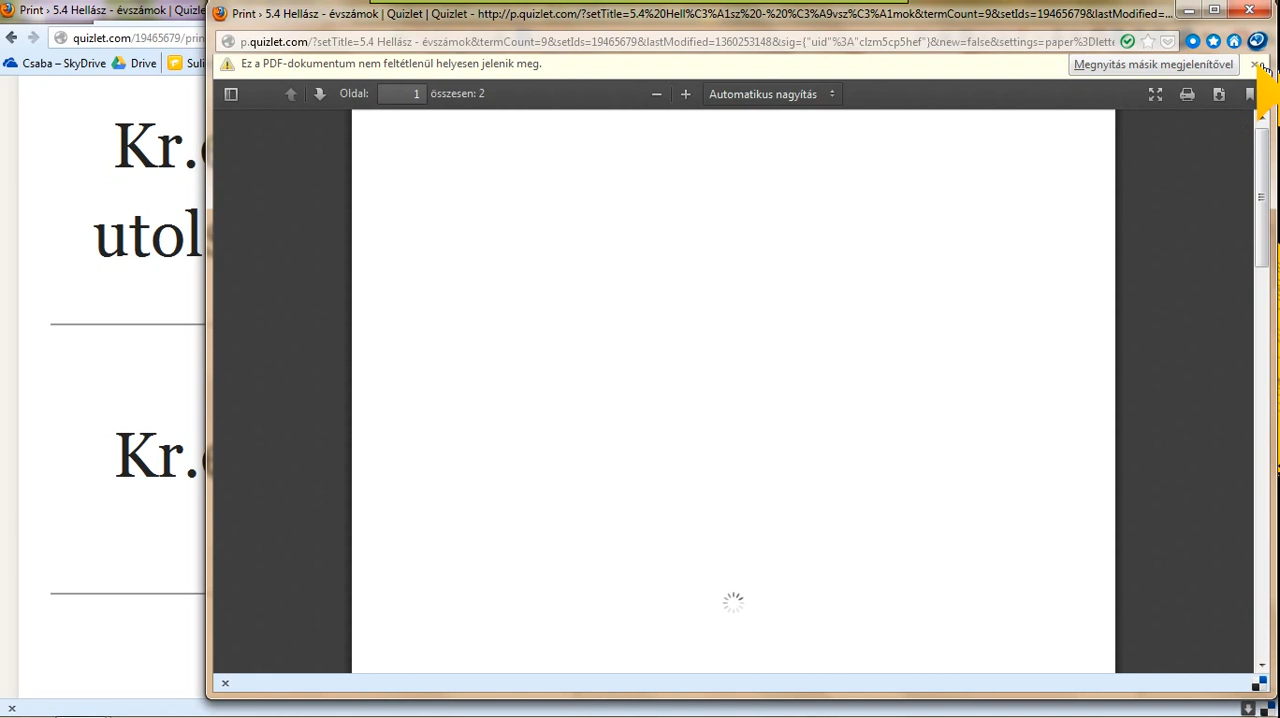 Print › 5.4 Hellász - évszámok | Quizlet
quizlet.com/19465679/prin
Csaba – SkyDrive
Drive
Suli
Kr.
utol
Kr.
Print › 5.4 Hellász - évszámok | Quizlet | Quizlet - http://p.quizlet.com/?setTitle=5.4%20Hell%C3%A1sz%20-%20%C3%A9vsz%C3%A1mok&termCount=9&setIds=19465679&lastModified=...
p.quizlet.com/?setTitle=5.4 Hellász - évszámok&termCount=9&setIds=19465679&lastModified=1360253148&sig={"uid"%3A"clzm5cp5hef"}&new=false&settings=paper%3Dlette
Ez a PDF-dokumentum nem feltétlenül helyesen jelenik meg.
Megnyitás másik megjelenítővel
Oldal: 1 összesen: 2
Automatikus nagyítás